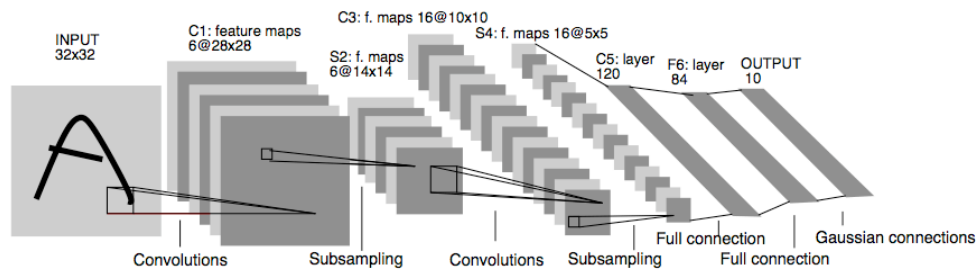 INPUT
32x32
C1: feature maps
6@28x28
S2: f. maps
6@14x14
C3: f. maps 16@10x10
S4: f. maps 16@5x5
C5: layer
120
F6: layer
84
OUTPUT
10
A
Convolutions
Subsampling
Convolutions
Subsampling
Full connection
Full connection
Gaussian connections